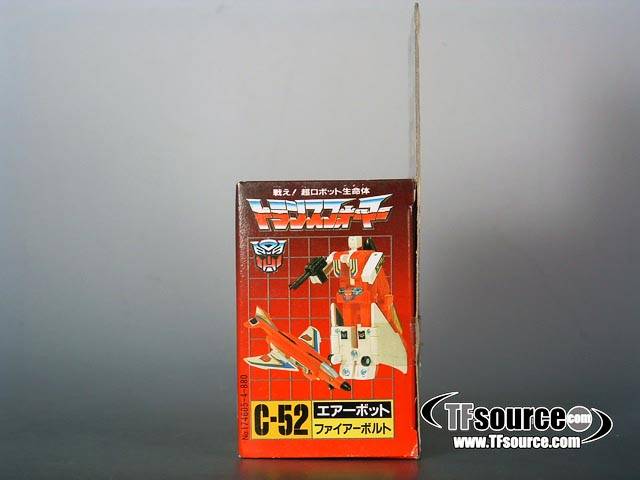 戦え！超ロボット生命体
トランスフォーマー
C-52
エアーボット
ファイアーボルト
No.174605-4-880
TFsource.com
www.TFsource.com